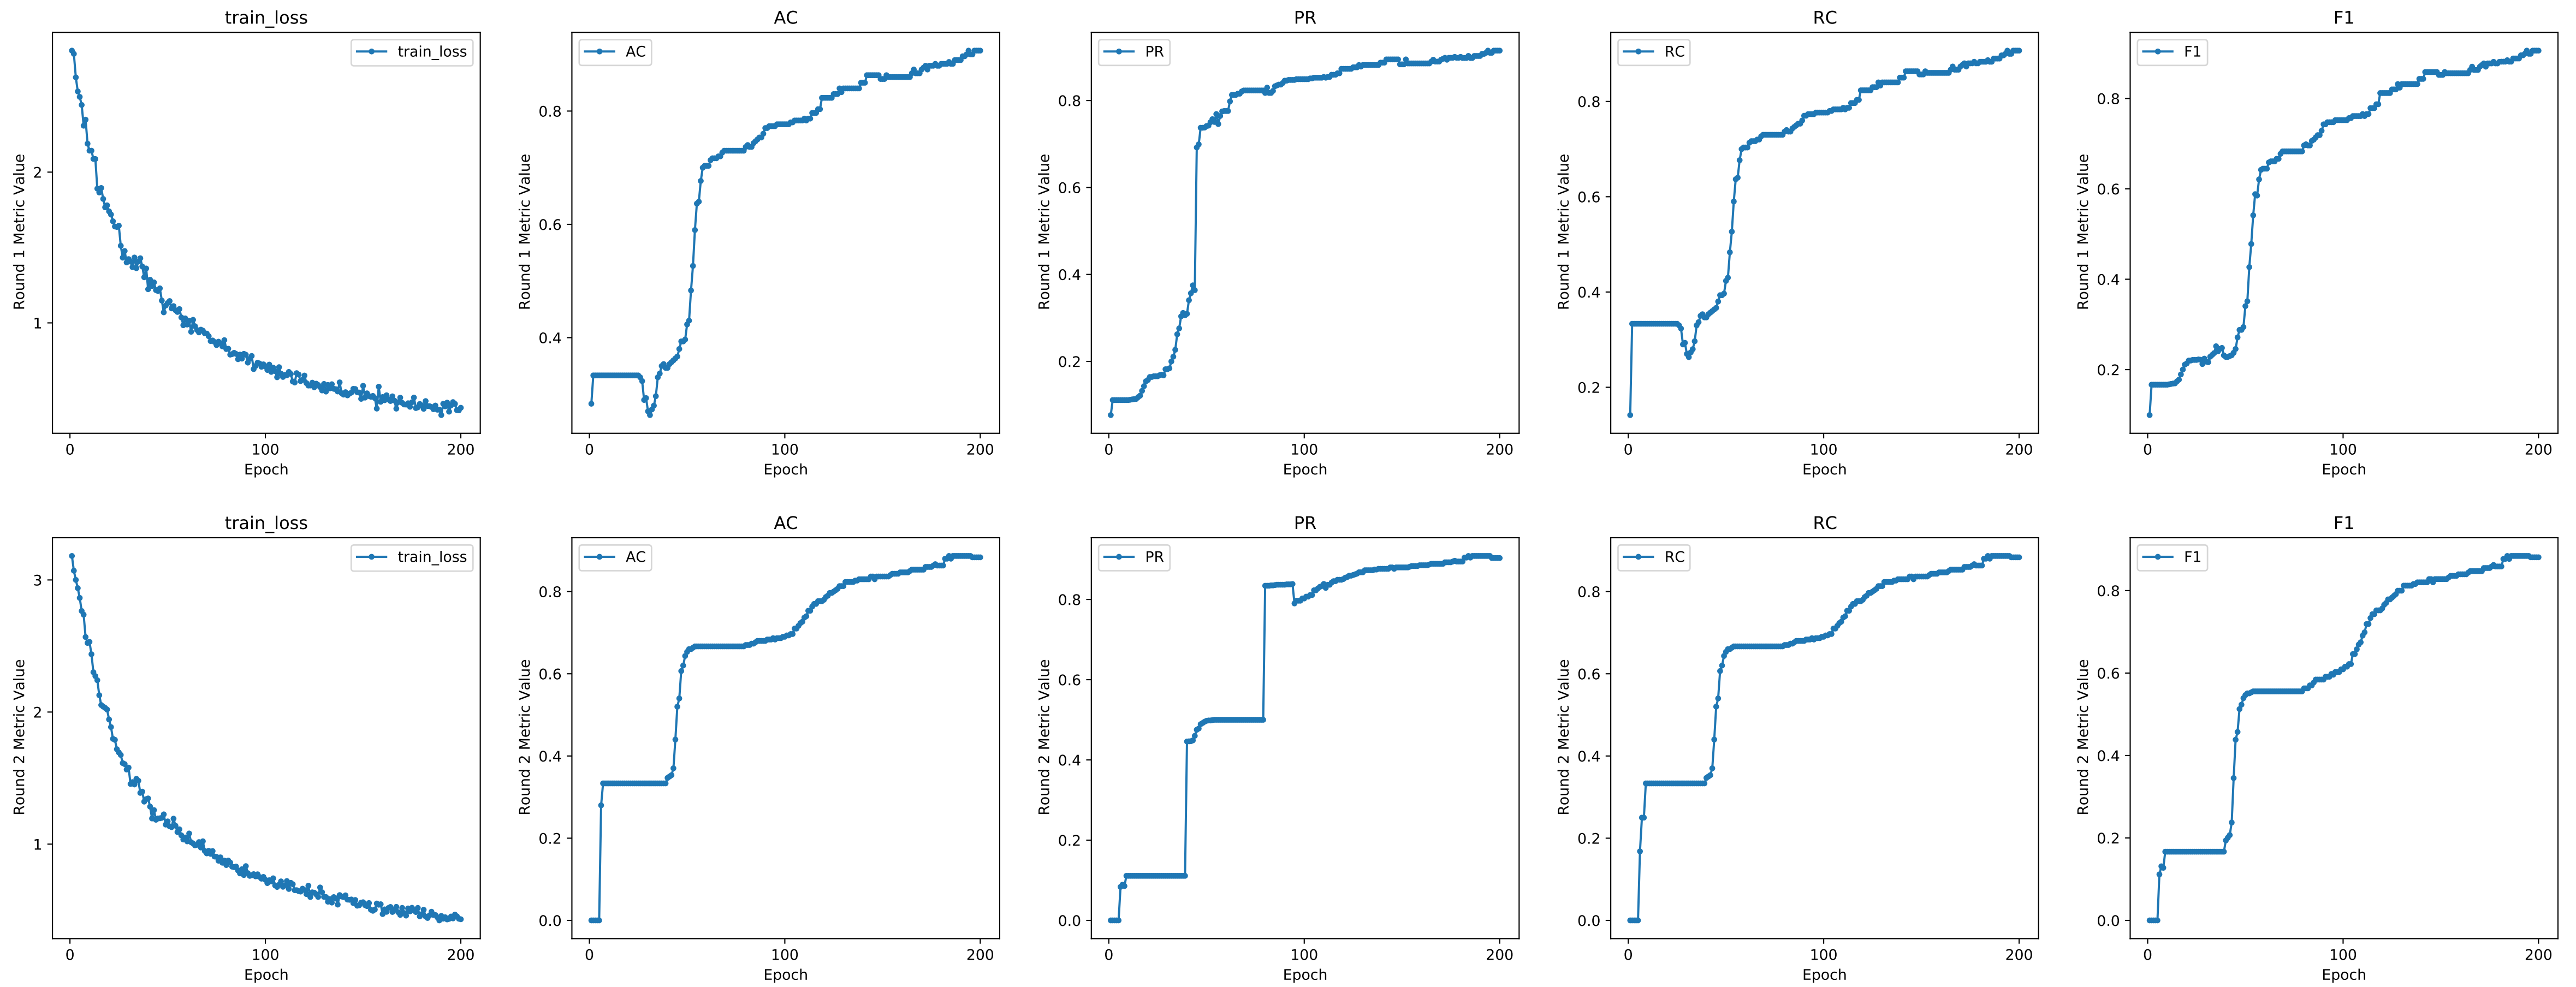 train_loss
Round 1 Metric Value
2
1
train_loss
0
100
200
Epoch
AC
Round 1 Metric Value
0.8
0.6
0.4
AC
0
100
200
Epoch
PR
Round 1 Metric Value
0.8
0.6
0.4
0.2
PR
0
100
200
Epoch
RC
Round 1 Metric Value
0.8
0.6
0.4
0.2
RC
0
100
200
Epoch
F1
Round 1 Metric Value
0.8
0.6
0.4
0.2
F1
0
100
200
Epoch
train_loss
Round 2 Metric Value
3
2
1
train_loss
0
100
200
Epoch
AC
Round 2 Metric Value
0.8
0.6
0.4
0.2
0.0
AC
0
100
200
Epoch
PR
Round 2 Metric Value
0.8
0.6
0.4
0.2
0.0
PR
0
100
200
Epoch
RC
Round 2 Metric Value
0.8
0.6
0.4
0.2
0.0
RC
0
100
200
Epoch
F1
Round 2 Metric Value
0.8
0.6
0.4
0.2
0.0
F1
0
100
200
Epoch